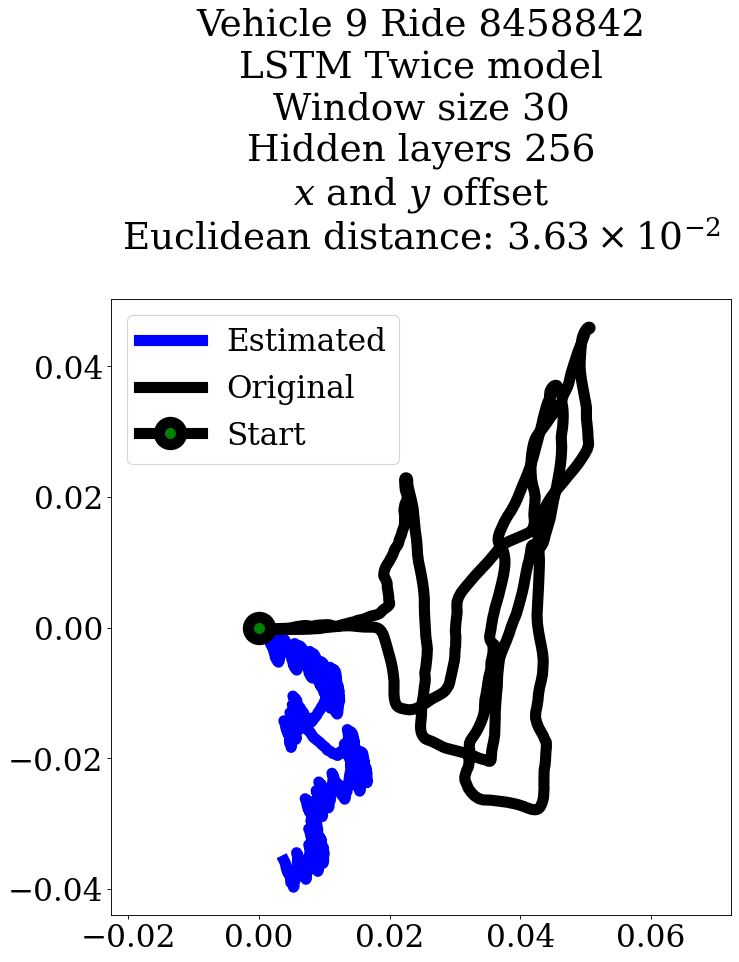 Vehicle 9 Ride 8458842
LSTM Twice model
Window size 30
Hidden layers 256
x and y offset
Euclidean distance: 3.63 × 10⁻²
Estimated
Original
Start
0.04
0.02
0.00
−0.02
−0.04
−0.02 0.00 0.02 0.04 0.06